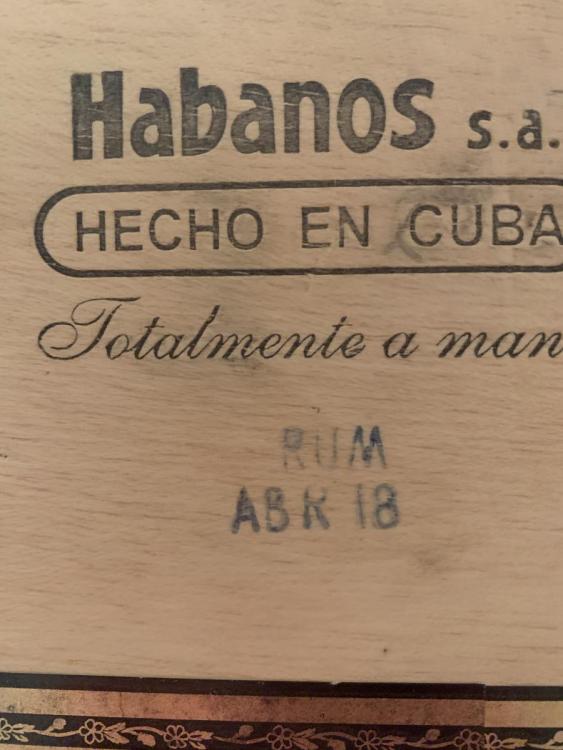 Habanos s.a.
HECHO EN CUBA
Totalmente a man
RUM
ABR 18